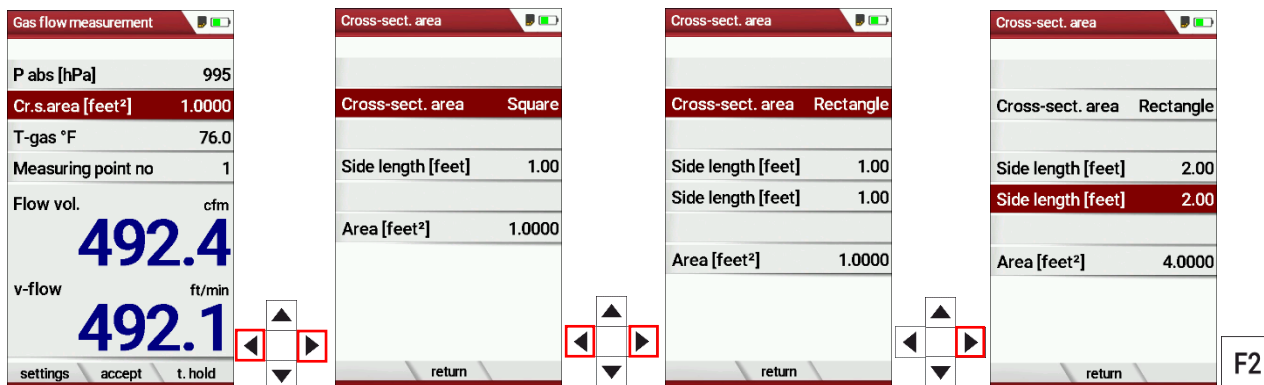 Gas flow measurement
P abs [hPa] 995
Cr.s.area [feet²] 1.0000
T-gas °F 76.0
Measuring point no 1
Flow vol. cfm
492.4
v-flow ft/min
492.1
settings accept t. hold
Cross-sect. area
Cross-sect. area Square
Side length [feet] 1.00
Area [feet²] 1.0000
return
Cross-sect. area
Cross-sect. area Rectangle
Side length [feet] 1.00
Side length [feet] 1.00
Area [feet²] 1.0000
return
Cross-sect. area
Cross-sect. area Rectangle
Side length [feet] 2.00
Side length [feet] 2.00
Area [feet²] 4.0000
return
F2